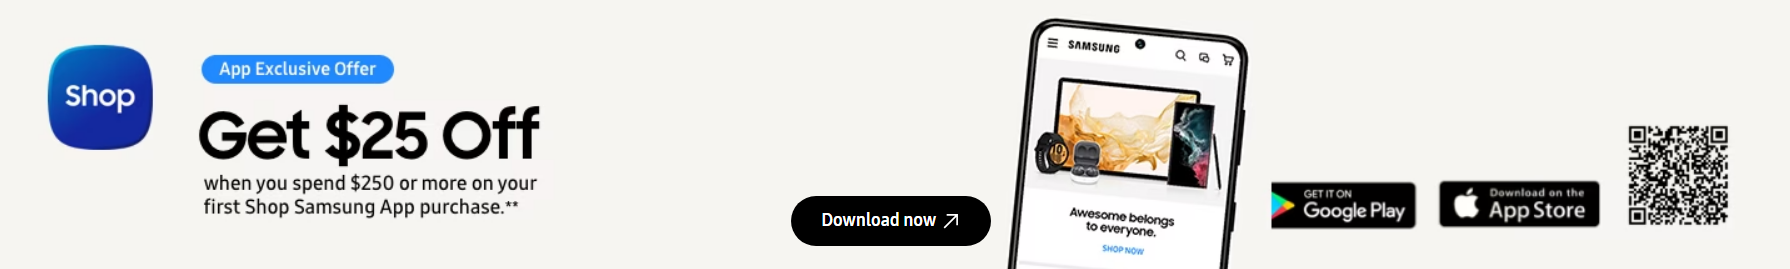 Shop
App Exclusive Offer
Get $25 Off
when you spend $250 or more on your
first Shop Samsung App purchase.**
Download now
SAMSUNG
Awesome belongs
to everyone.
SHOP NOW
GET IT ON
Google Play
Download on the
App Store